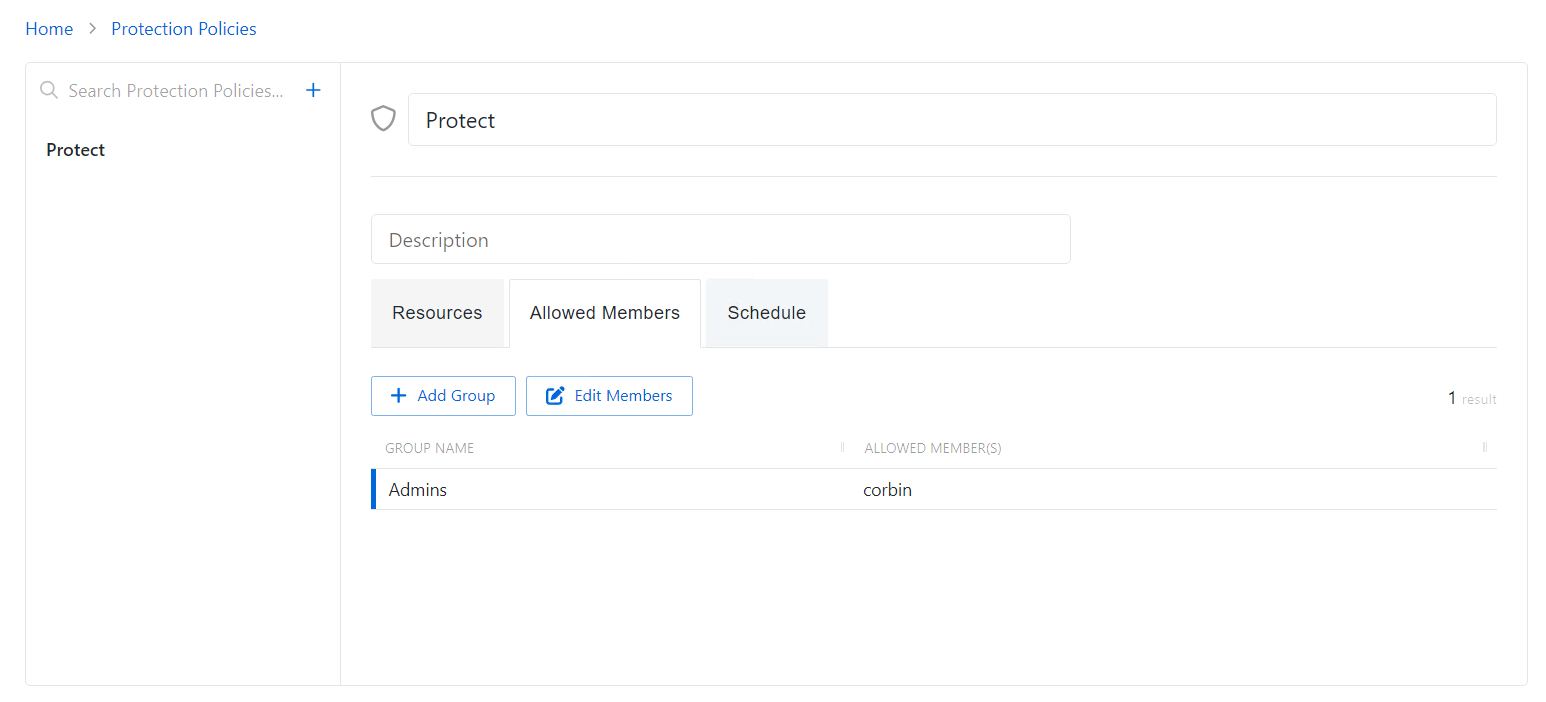 Home > Protection Policies
Search Protection Policies...
Protect
Protect
Description
Resources
Allowed Members
Schedule
Add Group
Edit Members
1 result
GROUP NAME
ALLOWED MEMBER(S)
Admins
corbin